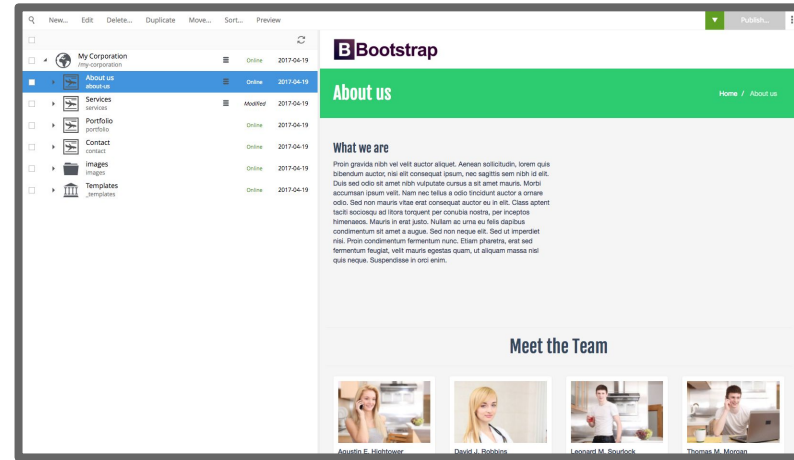 New... Edit Delete... Duplicate Move... Sort... Preview
Publish...
My Corporation
/my-corporation
Online 2017-04-19
About us
about-us
Online 2017-04-19
Services
services
Modified 2017-04-19
Portfolio
portfolio
Online 2017-04-19
Contact
contact
Online 2017-04-19
images
images
Online 2017-04-19
Templates
_templates
Online 2017-04-19
B Bootstrap
About us
Home / About us
What we are
Proin gravida nibh vel velit auctor aliquet. Aenean sollicitudin, lorem quis
bibendum auctor, nisi elit consequat ipsum, nec sagittis sem nibh id elit.
Duis sed odio sit amet nibh vulputate cursus a sit amet mauris. Morbi
accumsan ipsum velit. Nam nec tellus a odio tincidunt auctor a ornare
odio. Sed non mauris vitae erat consequat auctor eu in elit. Class aptent
taciti sociosqu ad litora torquent per conubia nostra, per inceptos
himenaeos. Mauris in erat justo. Nullam ac urna eu felis dapibus
condimentum sit amet a augue. Sed non neque elit. Sed ut imperdiet
nisi. Proin condimentum fermentum nunc. Etiam pharetra, erat sed
fermentum feugiat, velit mauris egestas quam, ut aliquam massa nisl
quis neque. Suspendisse in orci enim.
Meet the Team
Agustin E. Hightower
David J. Robbins
Leonard M. Spurlock
Thomas M. Morgan